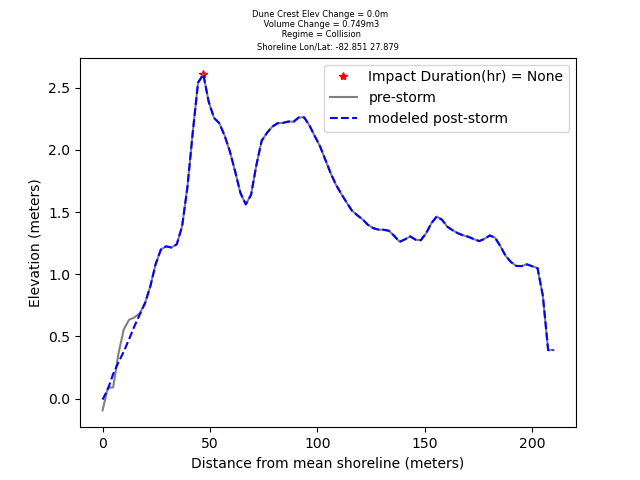 Dune Crest Elev Change = 0.0m
Volume Change = 0.749m3
Regime = Collision
Shoreline Lon/Lat: -82.851 27.879
Impact Duration(hr) = None
pre-storm
modeled post-storm
2.5
2.0
1.5
1.0
0.5
0.0
Elevation (meters)
0
50
100
150
200
Distance from mean shoreline (meters)